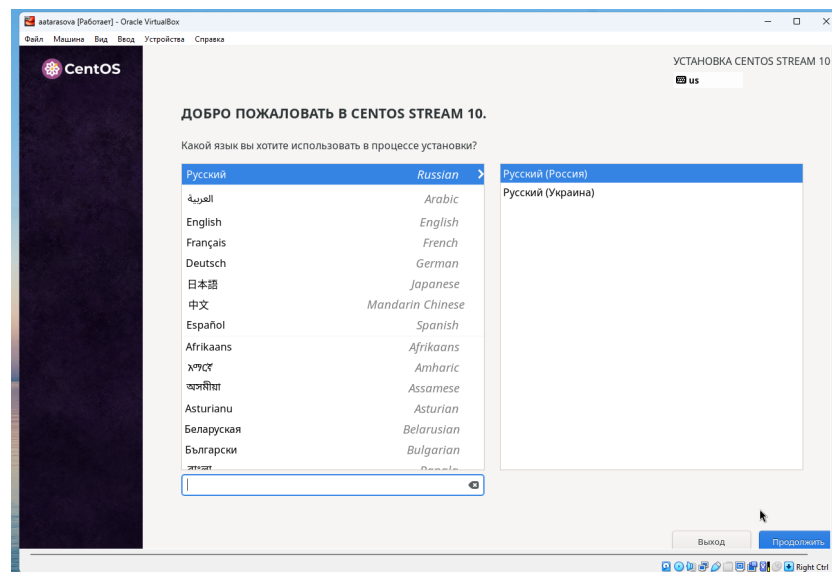 aatarasova [Работает] - Oracle VirtualBox
Файл Машина Вид Ввод Устройства Справка
CentOS
УСТАНОВКА CENTOS STREAM 10
us
ДОБРО ПОЖАЛОВАТЬ В CENTOS STREAM 10.
Какой язык вы хотите использовать в процессе установки?
Русский Russian
العربية Arabic
English English
Français French
Deutsch German
日本語 Japanese
中文 Mandarin Chinese
Español Spanish
Afrikaans Afrikaans
አማርኛ Amharic
অসমীয়া Assamese
Asturianu Asturian
Беларуская Belarusian
Български Bulgarian
বাংলা Bangla
Русский (Россия)
Русский (Украина)
Выход
Продолжить
Right Ctrl